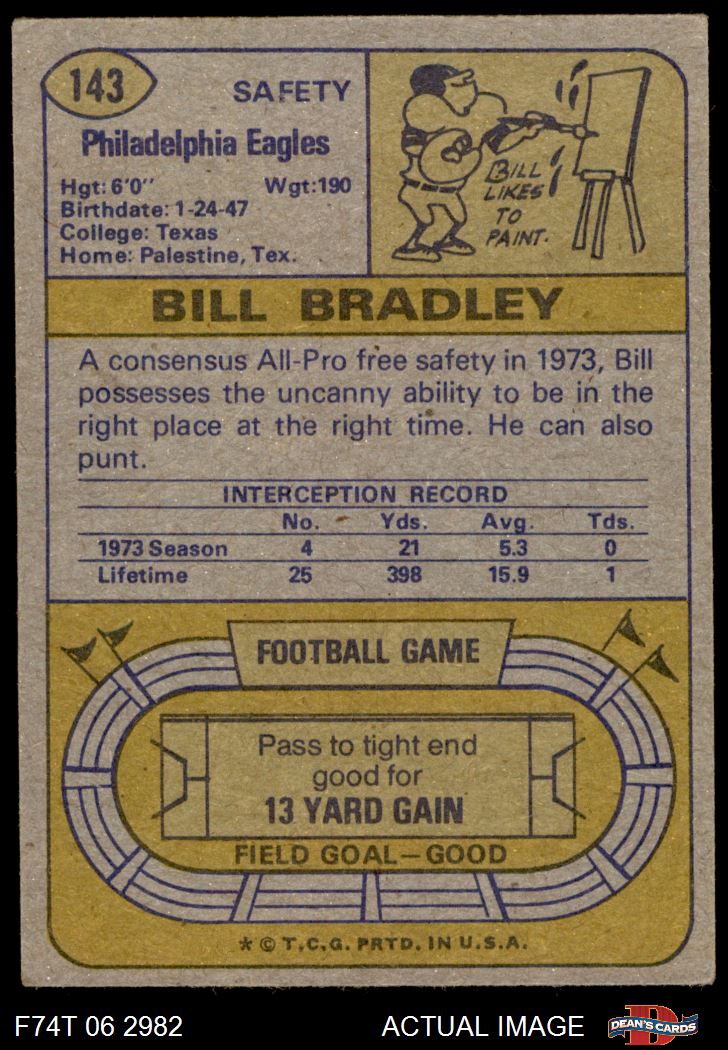 143
SAFETY
Philadelphia Eagles
Hgt: 6'0" Wgt: 190
Birthdate: 1-24-47
College: Texas
Home: Palestine, Tex.
BILL
LIKES
TO
PAINT.
BILL BRADLEY
A consensus All-Pro free safety in 1973, Bill
possesses the uncanny ability to be in the
right place at the right time. He can also
punt.
INTERCEPTION RECORD
No. Yds. Avg. Tds.
1973 Season 4 21 5.3 0
Lifetime 25 398 15.9 1
FOOTBALL GAME
Pass to tight end
good for
13 YARD GAIN
FIELD GOAL—GOOD
* © T.C.G. PRTD. IN U.S.A.
F74T 06 2982 ACTUAL IMAGE
D
DEAN'S CARDS